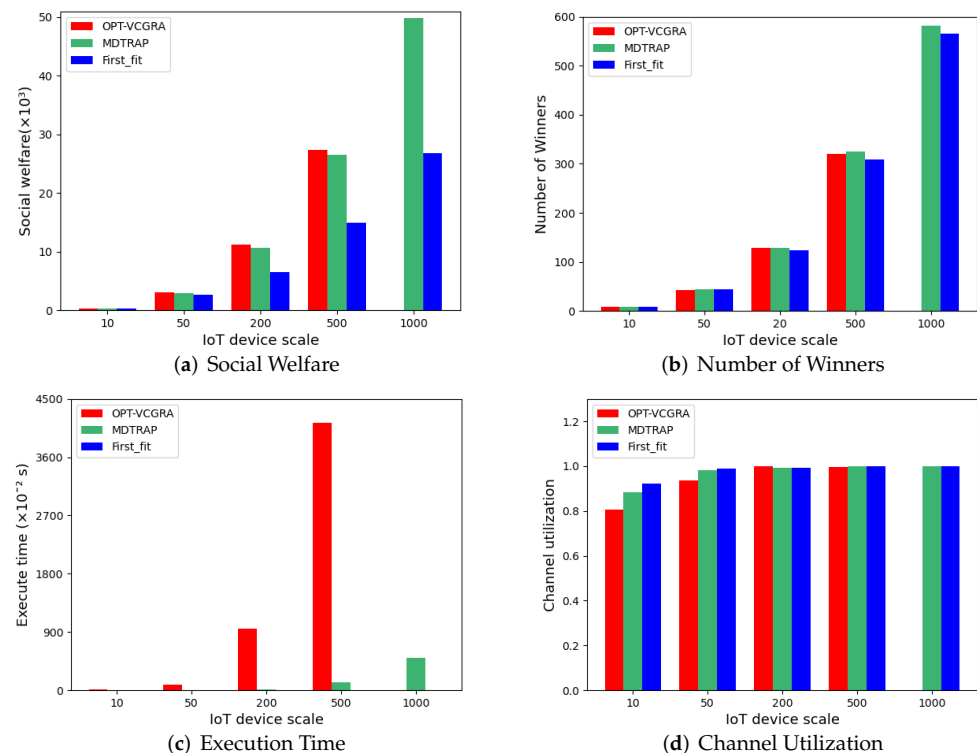 50
40
30
20
10
0
Social welfare(×10³)
OPT-VCGRA
MDTRAP
First_fit
10 50 200 500 1000
IoT device scale
(a) Social Welfare
600
500
400
300
200
100
0
Number of Winners
OPT-VCGRA
MDTRAP
First_fit
10 50 20 500 1000
IoT device scale
(b) Number of Winners
4500
3600
2700
1800
900
0
Execute time (×10⁻² s)
OPT-VCGRA
MDTRAP
First_fit
10 50 200 500 1000
IoT device scale
(c) Execution Time
1.2
1.0
0.8
0.6
0.4
0.2
0.0
Channel utilization
OPT-VCGRA
MDTRAP
First_fit
10 50 200 500 1000
IoT device scale
(d) Channel Utilization